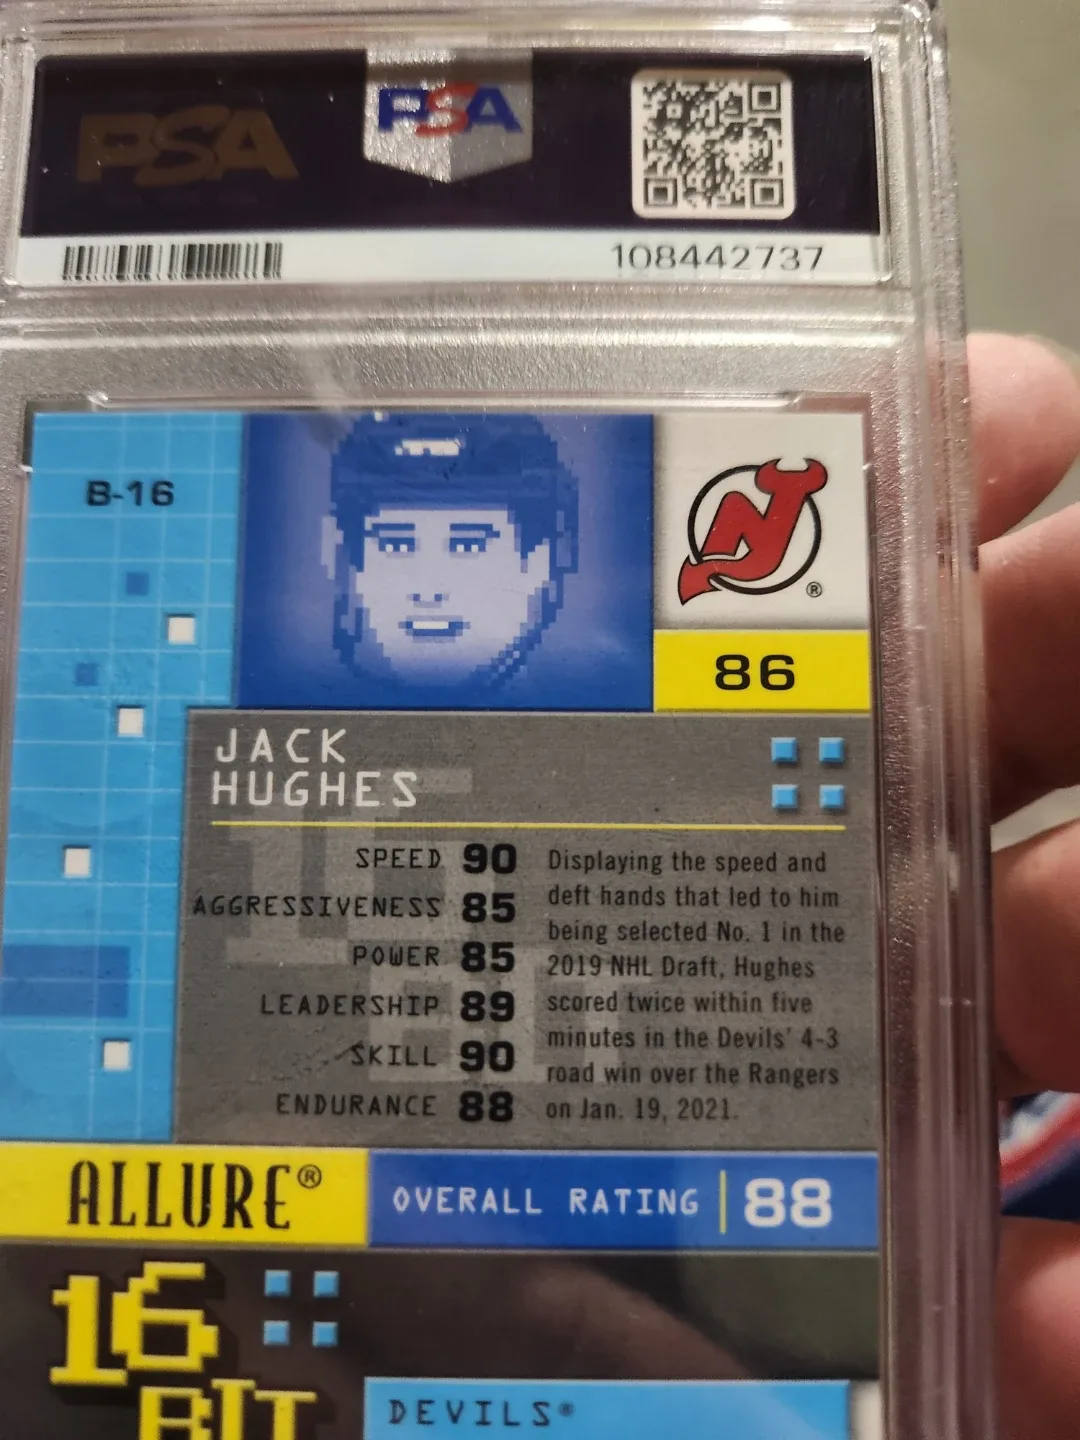 PSA
PSA
108442737
B-16
NJ ®
86
JACK
HUGHES
SPEED 90
AGGRESSIVENESS 85
POWER 85
LEADERSHIP 89
SKILL 90
ENDURANCE 88
Displaying the speed and
deft hands that led to him
being selected No. 1 in the
2019 NHL Draft, Hughes
scored twice within five
minutes in the Devils' 4-3
road win over the Rangers
on Jan. 19, 2021.
ALLURE®
OVERALL RATING 88
16
BIT
DEVILS®